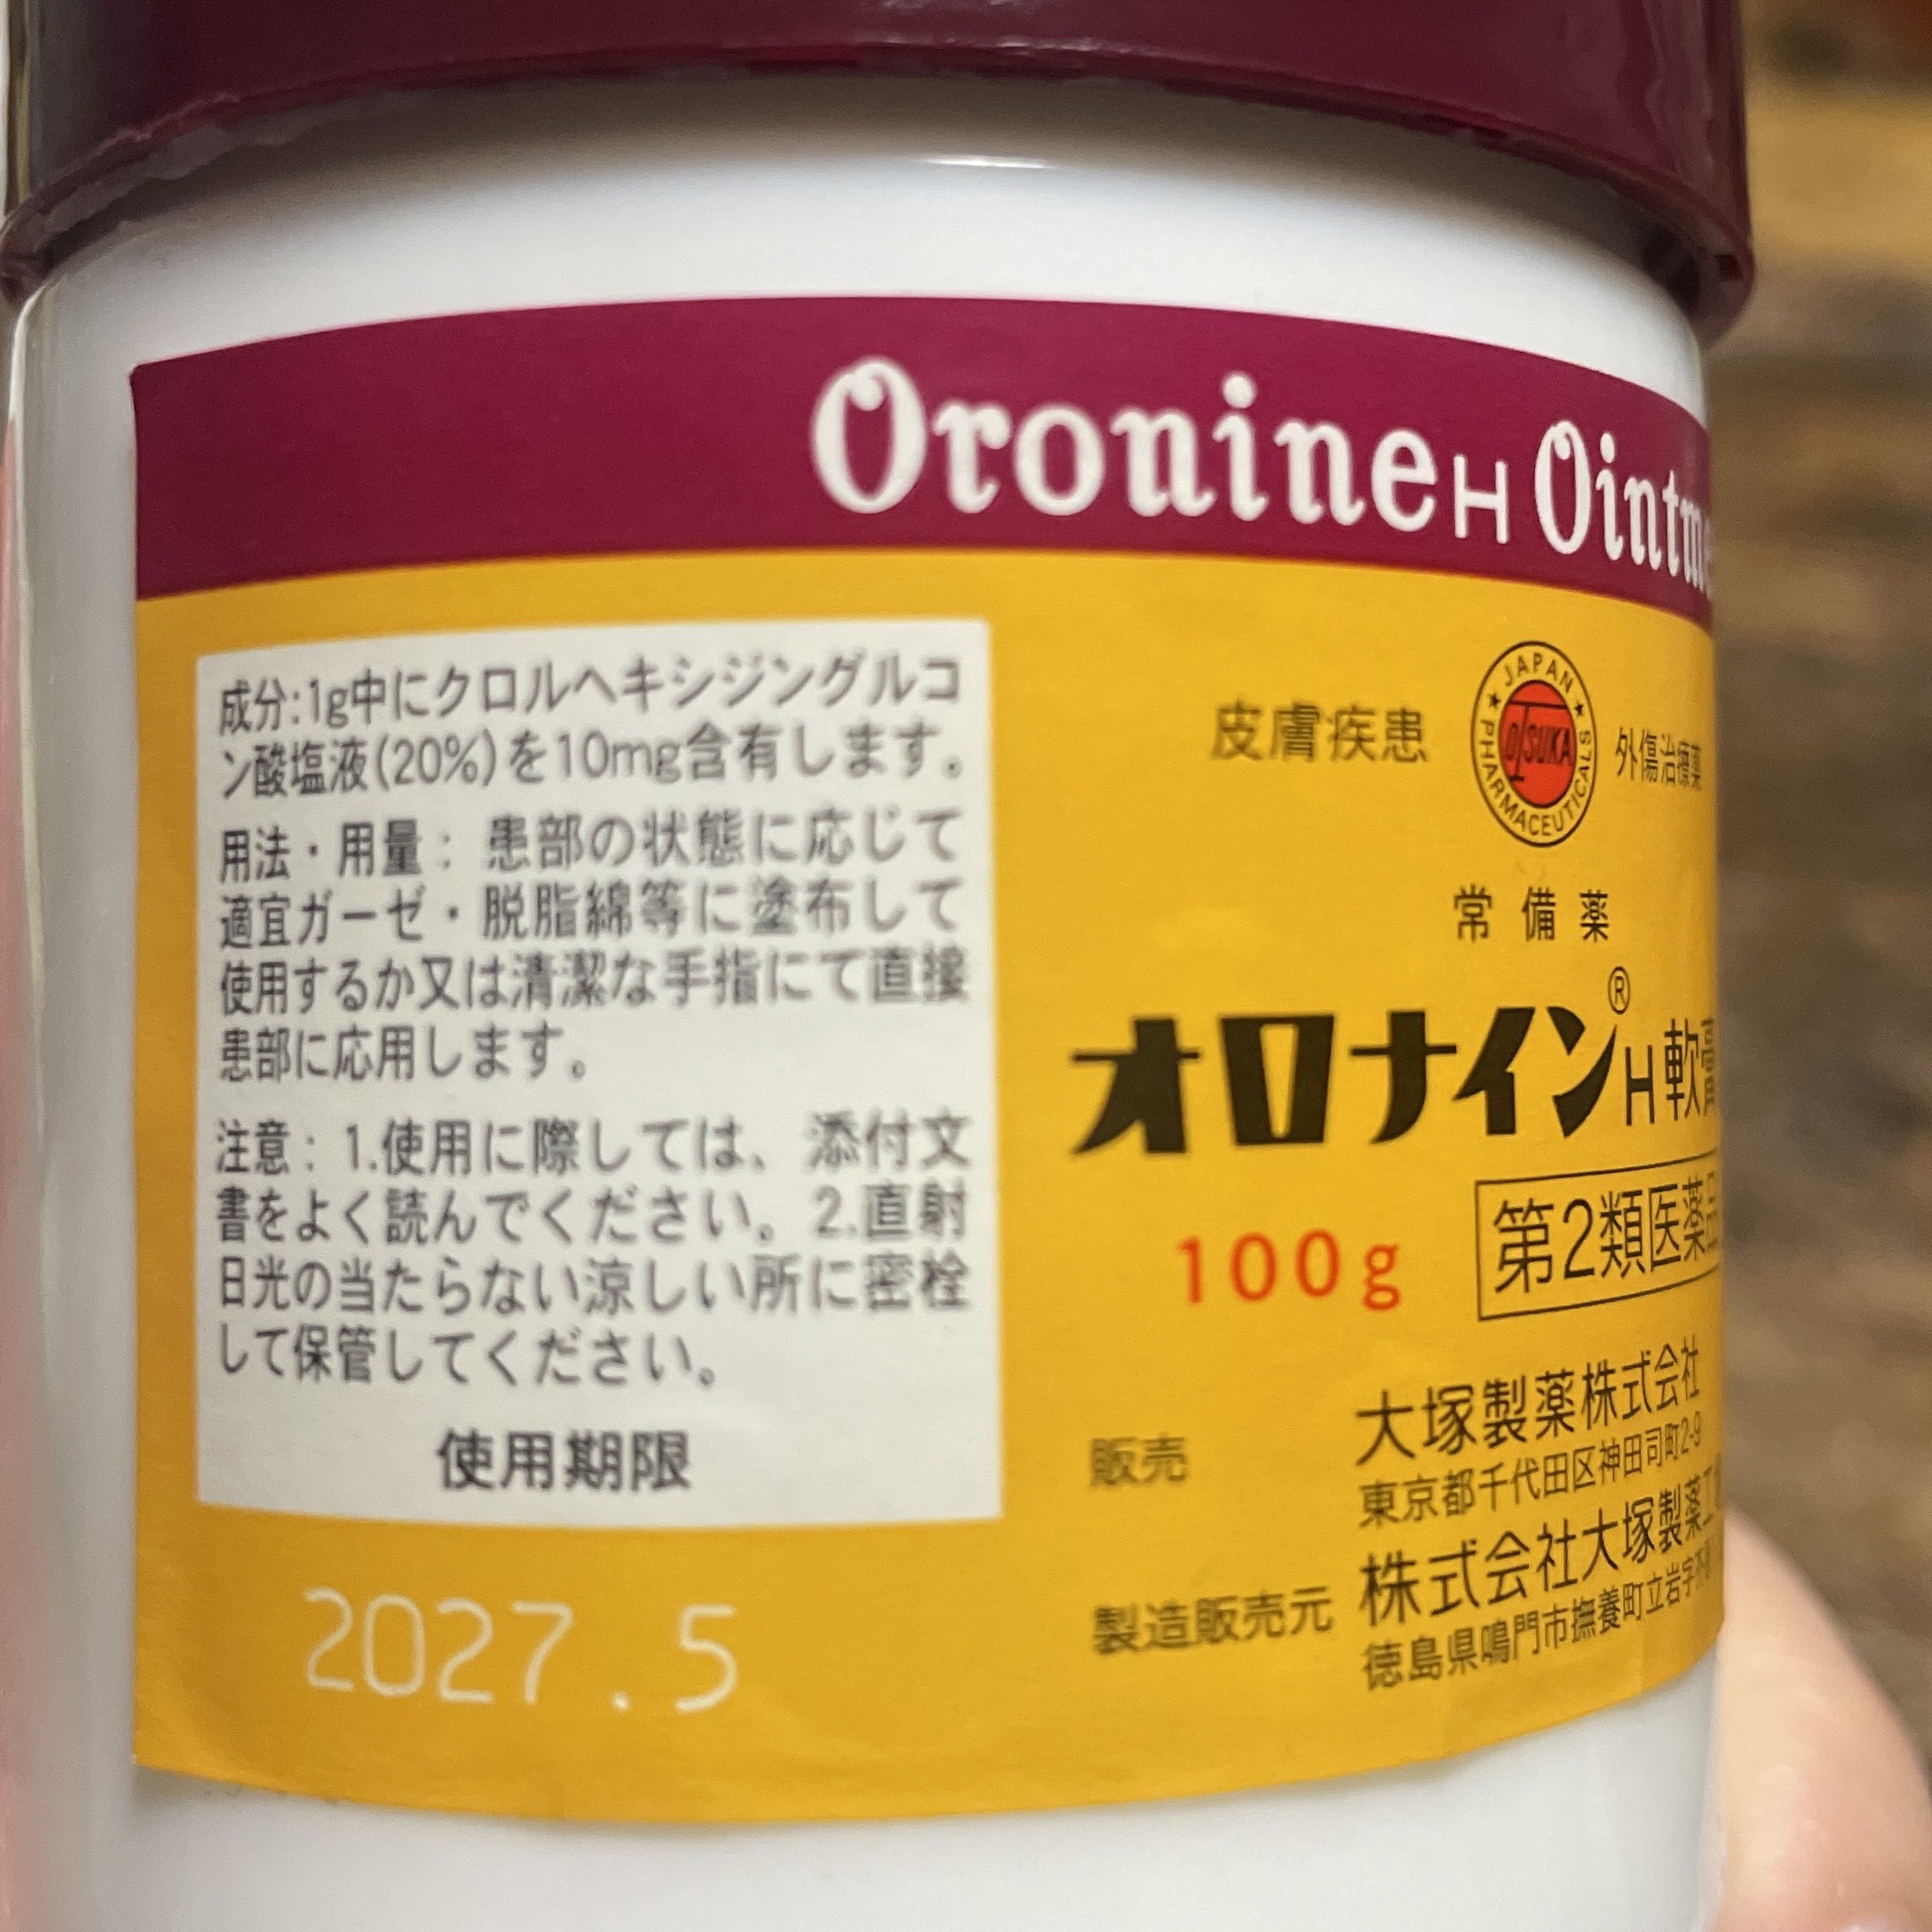 Oronine H Ointm
成分:1g中にクロルヘキシジングルコ
ン酸塩液(20%)を10mg含有します。
用法・用量: 患部の状態に応じて
適宜ガーゼ・脱脂綿等に塗布して
使用するか又は清潔な手指にて直接
患部に応用します。
注意: 1.使用に際しては、添付文
書をよく読んでください。2.直射
日光の当たらない涼しい所に密栓
して保管してください。
使用期限
2027.5
皮膚疾患
JAPAN
OTSUKA
PHARMACEUTICALS
外傷治療薬
常備薬
オロナイン®H軟膏
100g
第2類医薬品
販売
大塚製薬株式会社
東京都千代田区神田司町2-9
製造販売元
株式会社大塚製薬工
徳島県鳴門市撫養町立岩字